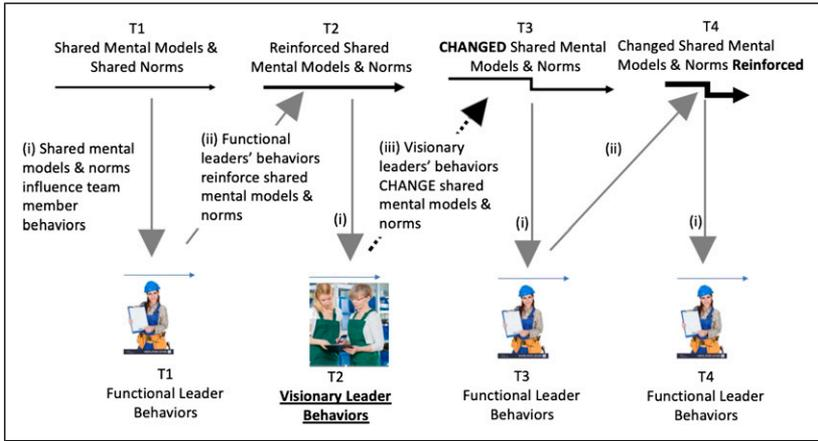 T1
Shared Mental Models &
Shared Norms
T2
Reinforced Shared
Mental Models & Norms
T3
CHANGED Shared Mental
Models & Norms
T4
Changed Shared Mental
Models & Norms Reinforced
(i) Shared mental
models & norms
influence team
member
behaviors
(ii) Functional
leaders’ behaviors
reinforce shared
mental models &
norms
(i)
(iii) Visionary
leaders’ behaviors
CHANGE shared
mental models &
norms
(i)
(ii)
(i)
T1
Functional Leader
Behaviors
T2
Visionary Leader
Behaviors
T3
Functional Leader
Behaviors
T4
Functional Leader
Behaviors